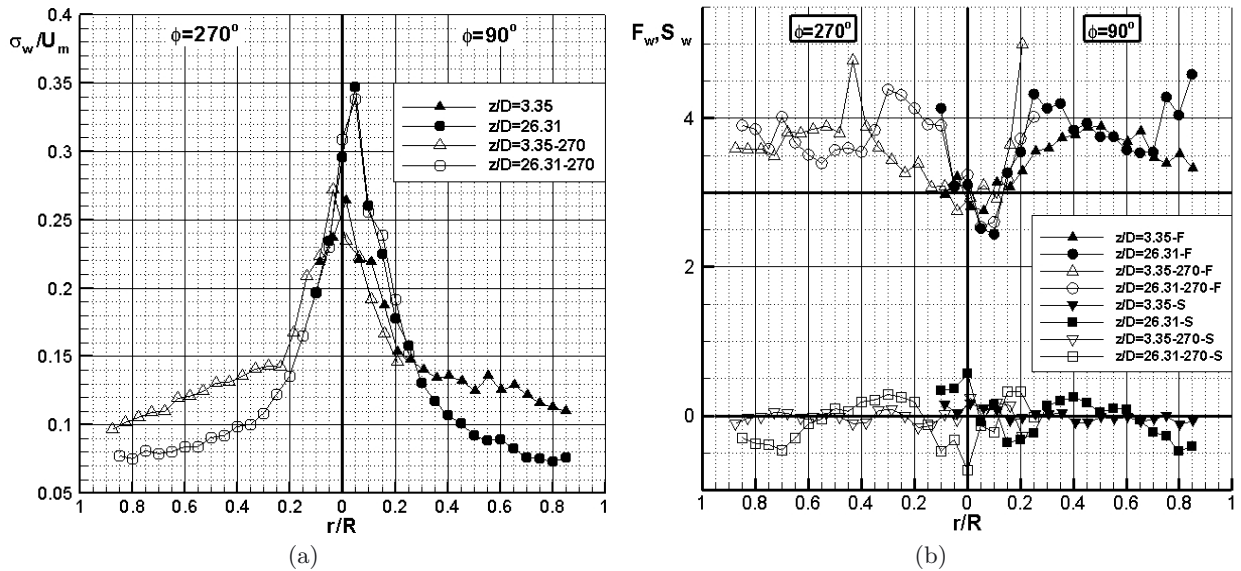 σw/Um
ϕ=270°
ϕ=90°
0.4
0.35
0.3
0.25
0.2
0.15
0.1
0.05
z/D=3.35
z/D=26.31
z/D=3.35-270
z/D=26.31-270
1 0.8 0.6 0.4 0.2 0 0.2 0.4 0.6 0.8 1
r/R
(a)
Fw,Sw
ϕ=270°
ϕ=90°
4
2
0
z/D=3.35-F
z/D=26.31-F
z/D=3.35-270-F
z/D=26.31-270-F
z/D=3.35-S
z/D=26.31-S
z/D=3.35-270-S
z/D=26.31-270-S
1 0.8 0.6 0.4 0.2 0 0.2 0.4 0.6 0.8 1
r/R
(b)